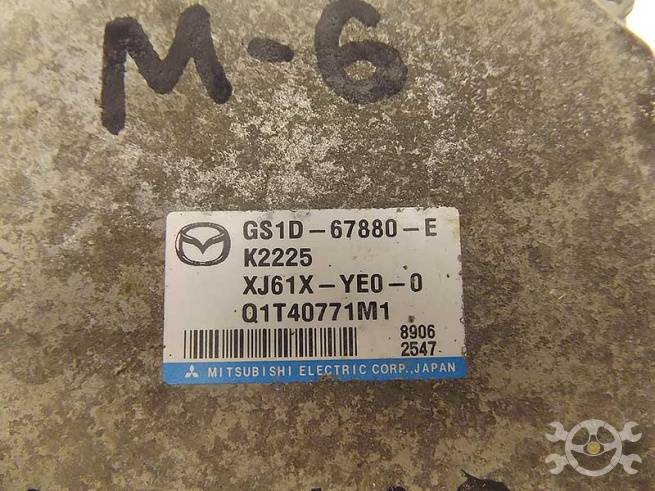 M-6
GS1D-67880-E
K2225
XJ61X-YE0-0
Q1T40771M1
8906
2547
MITSUBISHI ELECTRIC CORP.,JAPAN